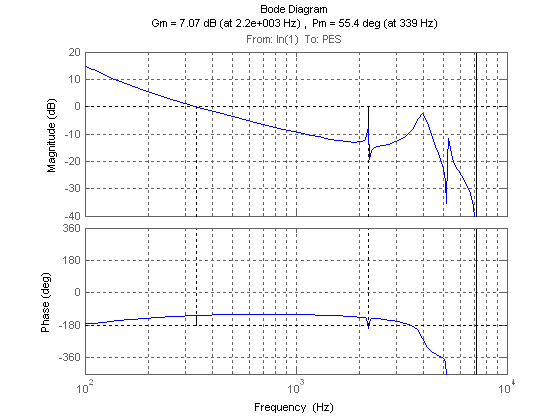 Bode Diagram
Gm = 7.07 dB (at 2.2e+003 Hz) , Pm = 55.4 deg (at 339 Hz)
From: In(1) To: PES
Magnitude (dB)
20
10
0
-10
-20
-30
-40
Phase (deg)
360
180
0
-180
-360
10^2
10^3
10^4
Frequency (Hz)